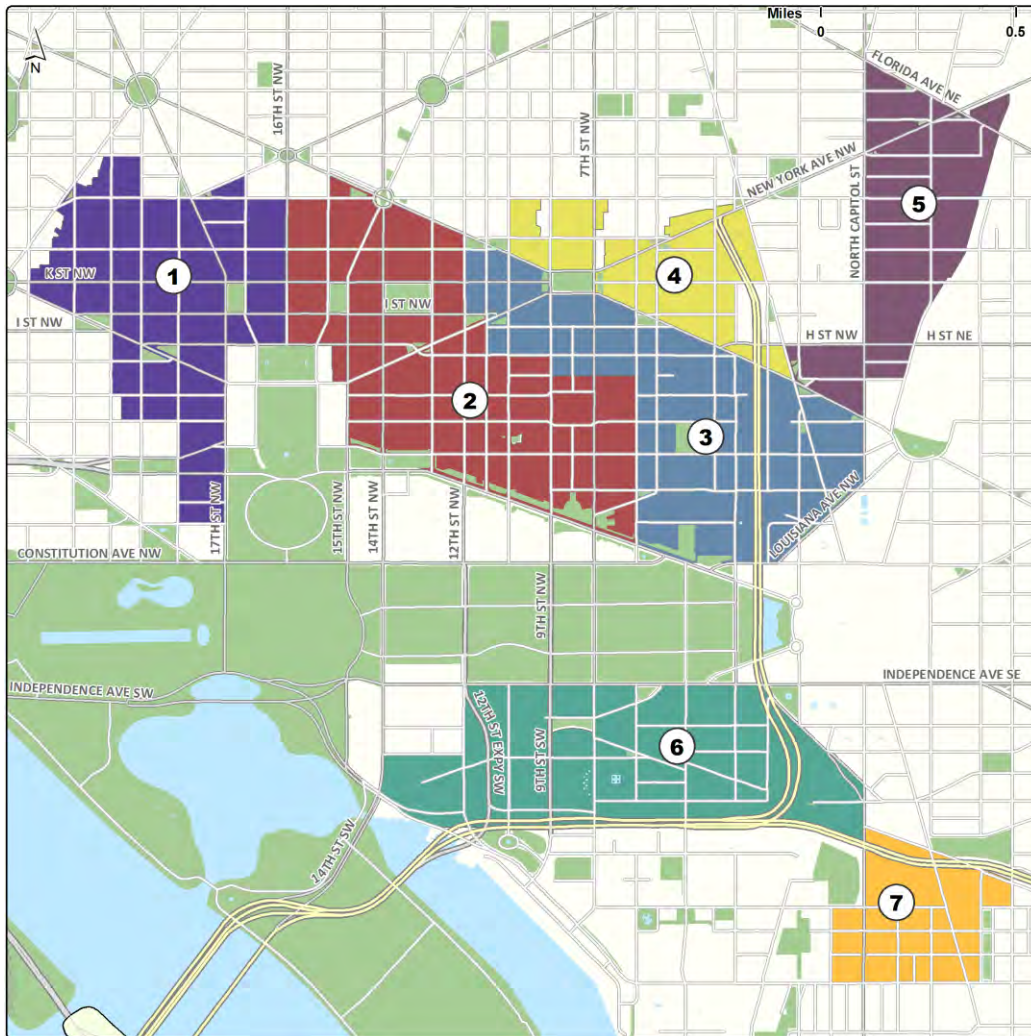 Miles
0
0.5
N
16TH ST NW
7TH ST NW
FLORIDA AVE NE
NEW YORK AVE NW
NORTH CAPITOL ST
5
1
K ST NW
4
I ST NW
I ST NW
H ST NW
H ST NE
2
3
17TH ST NW
15TH ST NW
14TH ST NW
12TH ST NW
LOUISIANA AVE NW
CONSTITUTION AVE NW
9TH ST NW
INDEPENDENCE AVE SW
INDEPENDENCE AVE SE
12TH ST EXPY SW
9TH ST SW
6
14TH ST SW
7